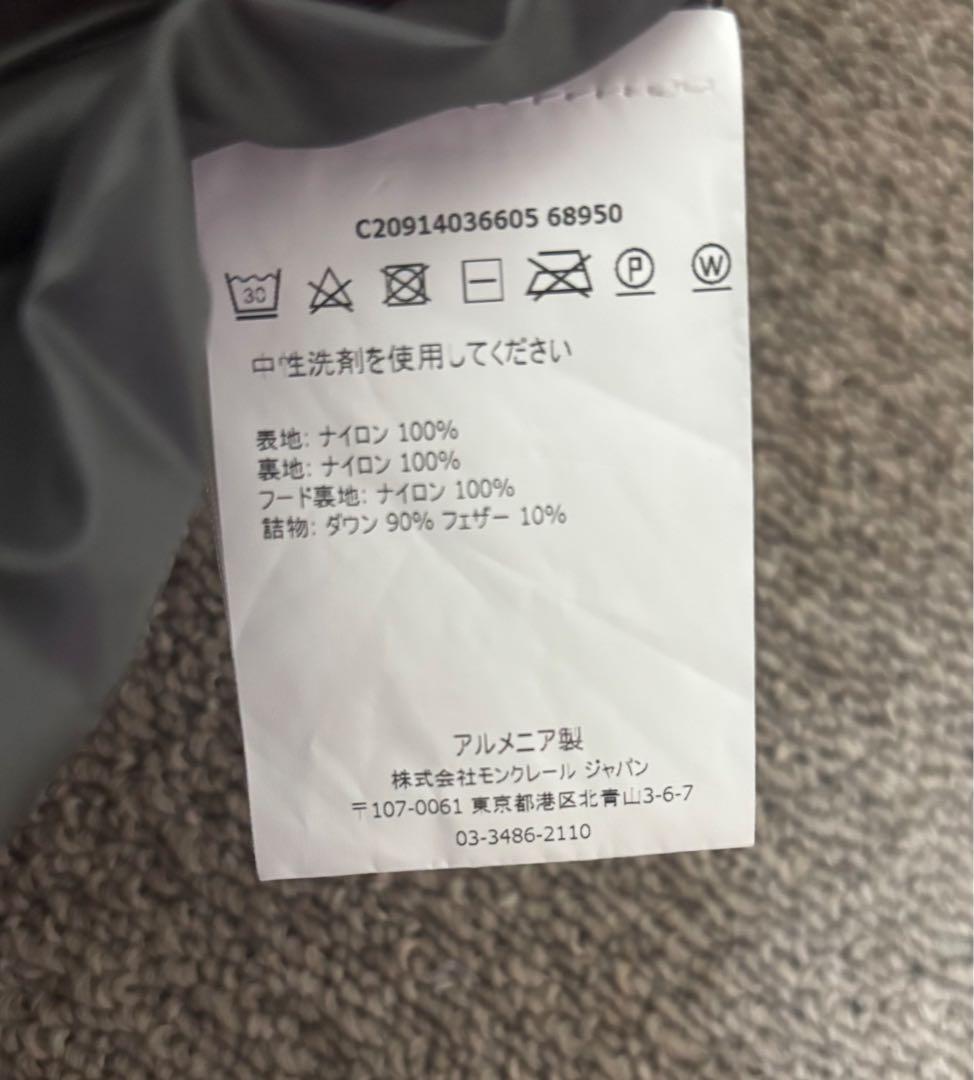 C20914036605 68950
30 P W
中性洗剤を使用してください
表地: ナイロン 100%
裏地: ナイロン 100%
フード裏地: ナイロン 100%
詰物: ダウン 90% フェザー 10%
アルメニア製
株式会社モンクレール ジャパン
〒107-0061 東京都港区北青山3-6-7
03-3486-2110